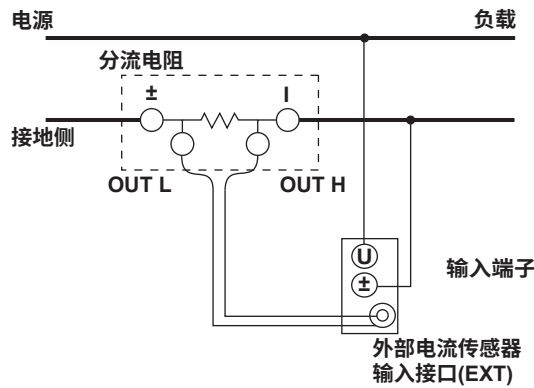 电源
负载
分流电阻
±
I
接地侧
OUT L
OUT H
U
±
输入端子
外部电流传感器
输入接口(EXT)